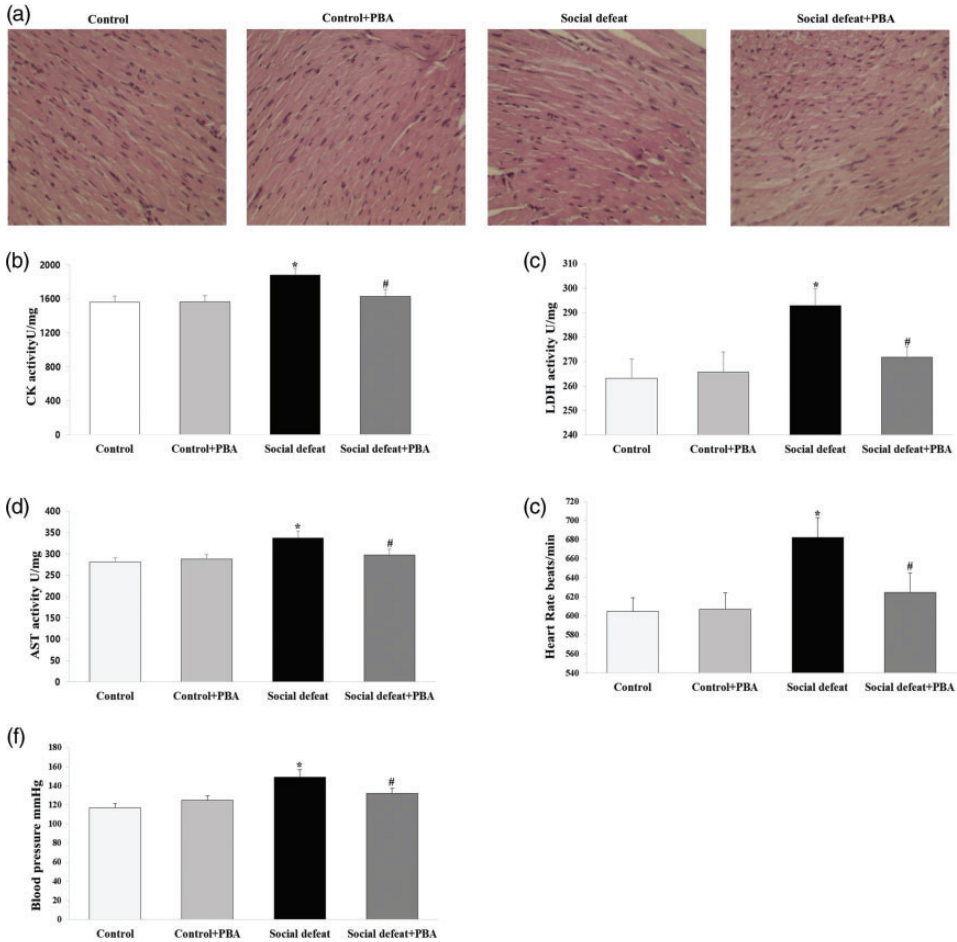 (a)
Control
Control+PBA
Social defeat
Social defeat+PBA
(b)
CK activityU/mg
2000
1600
1200
800
400
0
*
#
Control
Control+PBA
Social defeat
Social defeat+PBA
(c)
LDH activity U/mg
310
300
290
280
270
260
250
240
*
#
Control
Control+PBA
Social defeat
Social defeat+PBA
(d)
AST activity U/mg
400
350
300
250
200
150
100
50
0
*
#
Control
Control+PBA
Social defeat
Social defeat+PBA
(c)
Heart Rate beats/min
720
700
680
660
640
620
600
580
560
540
*
#
Control
Control+PBA
Social defeat
Social defeat+PBA
(f)
Blood pressure mmHg
180
160
140
120
100
80
60
40
20
0
*
#
Control
Control+PBA
Social defeat
Social defeat+PBA